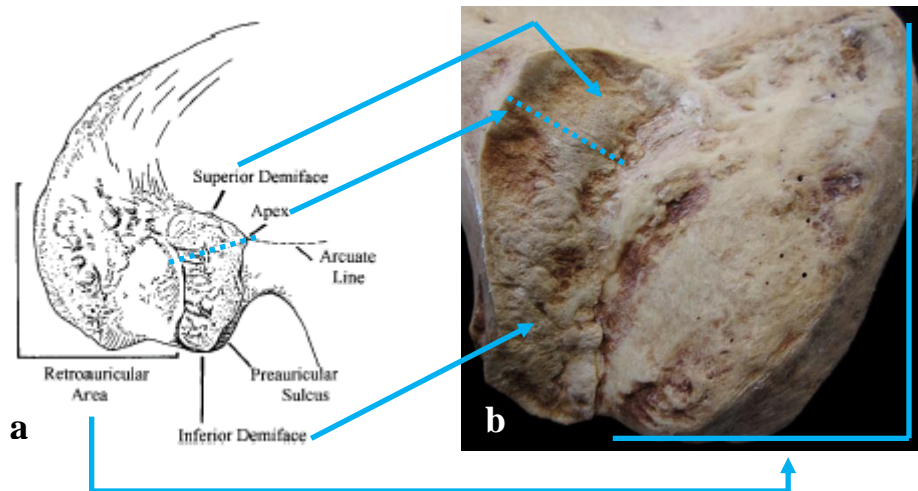 Superior Demiface
Apex
Arcuate
Line
Retroauricular
Area
Preauricular
Sulcus
Inferior Demiface
a
b